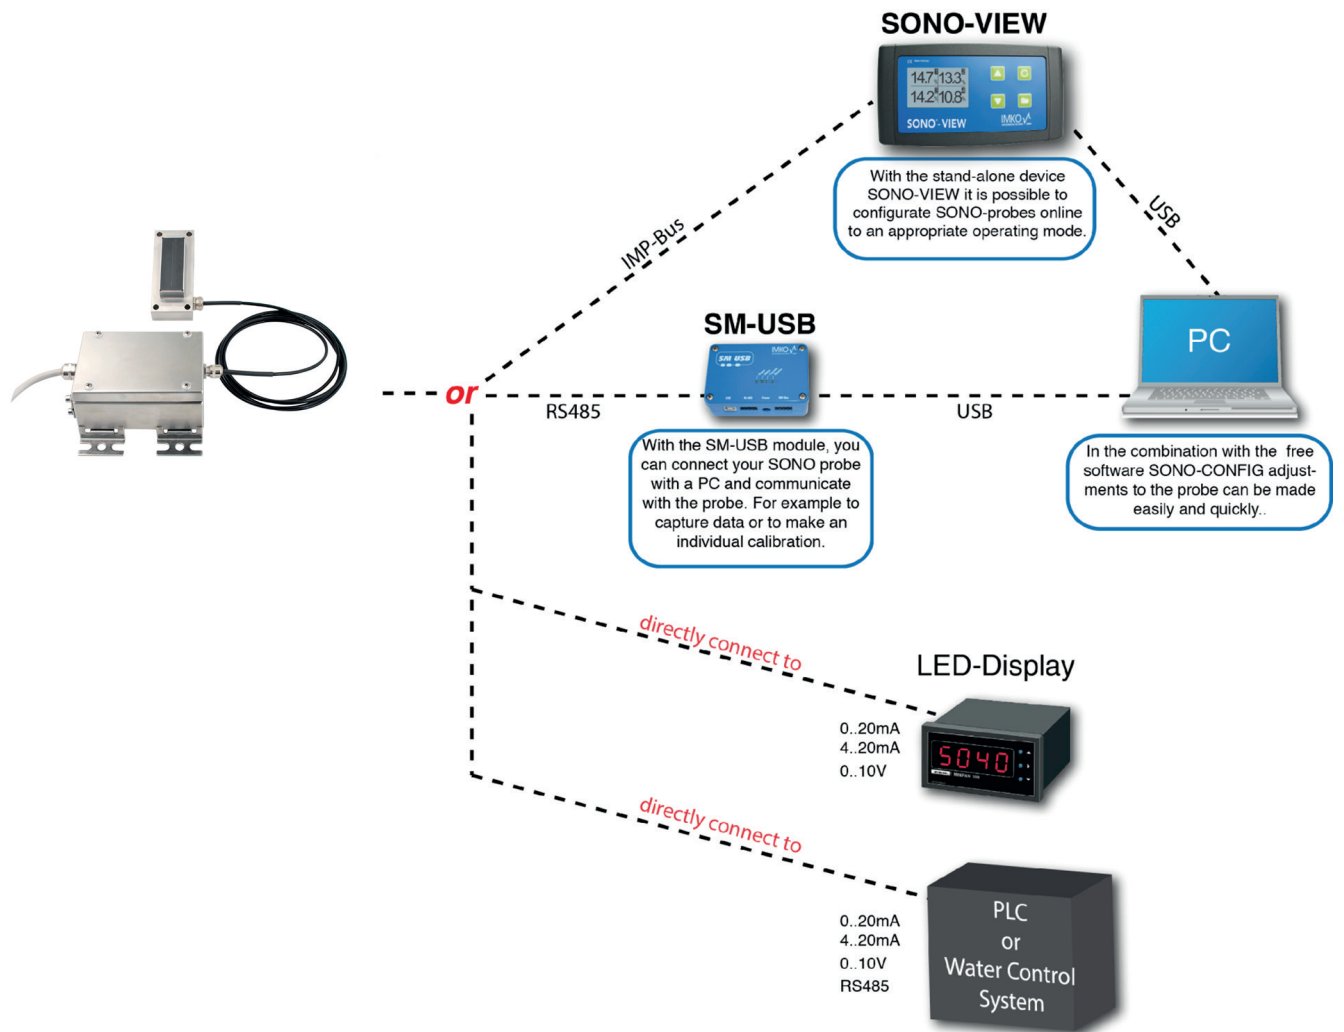 SONO-VIEW
14.7 13.3
14.2 10.8
SONO-VIEW
IMKO
With the stand-alone device
SONO-VIEW it is possible to
configurate SONO-probes online
to an appropriate operating mode.
IMP-Bus
USB
SM-USB
SM USB
IMKO
PC
or
RS485
USB
With the SM-USB module, you
can connect your SONO probe
with a PC and communicate
with the probe. For example to
capture data or to make an
individual calibration.
In the combination with the free
software SONO-CONFIG adjust-
ments to the probe can be made
easily and quickly..
directly connect to
LED-Display
0..20mA
4..20mA
0..10V
5040
directly connect to
0..20mA
4..20mA
0..10V
RS485
PLC
or
Water Control
System